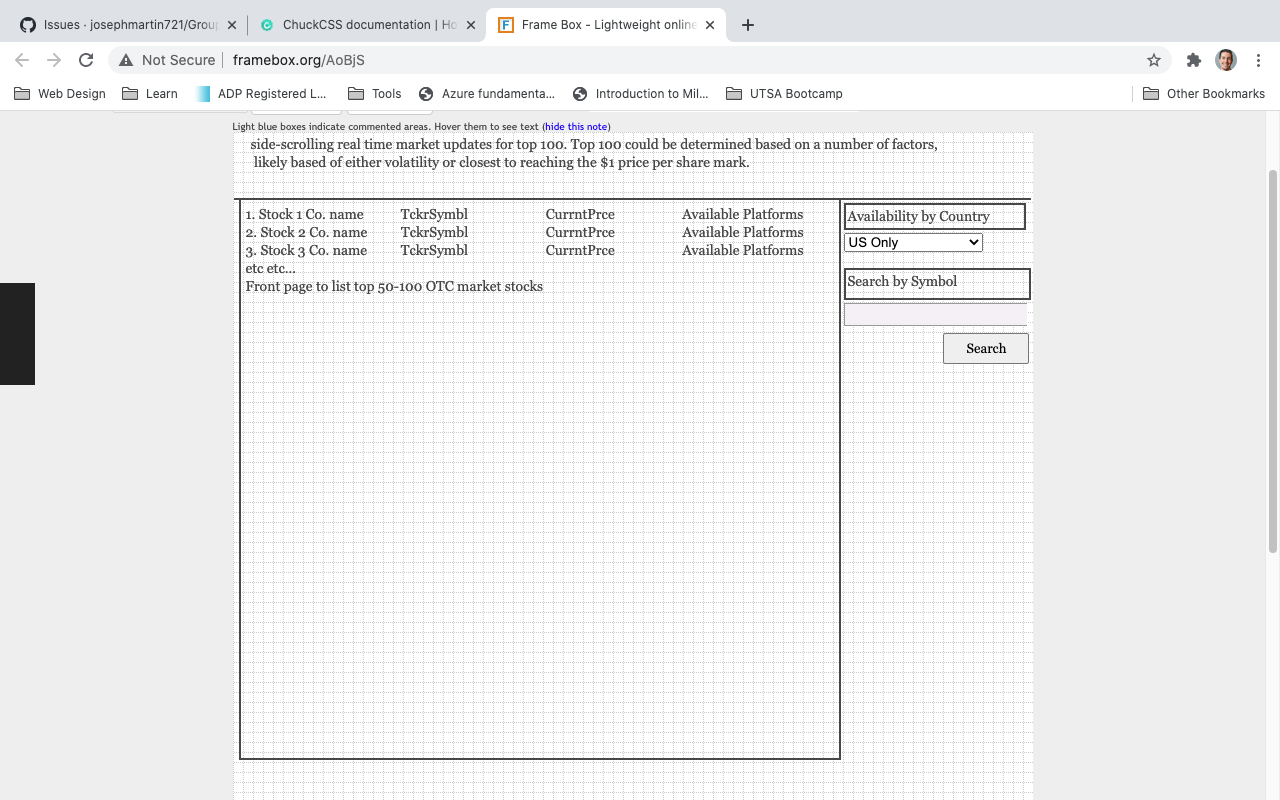 Issues · josephmartin721/Group
ChuckCSS documentation | Ho
Frame Box - Lightweight online
Not Secure | framebox.org/AoBjS
Web Design Learn ADP Registered L... Tools Azure fundamenta... Introduction to Mil... UTSA Bootcamp Other Bookmarks
Light blue boxes indicate commented areas. Hover them to see text (hide this note)
side-scrolling real time market updates for top 100. Top 100 could be determined based on a number of factors,
likely based of either volatility or closest to reaching the $1 price per share mark.
1. Stock 1 Co. name TckrSymbl CurrntPrce Available Platforms
2. Stock 2 Co. name TckrSymbl CurrntPrce Available Platforms
3. Stock 3 Co. name TckrSymbl CurrntPrce Available Platforms
etc etc...
Front page to list top 50-100 OTC market stocks
Availability by Country
US Only
Search by Symbol
Search